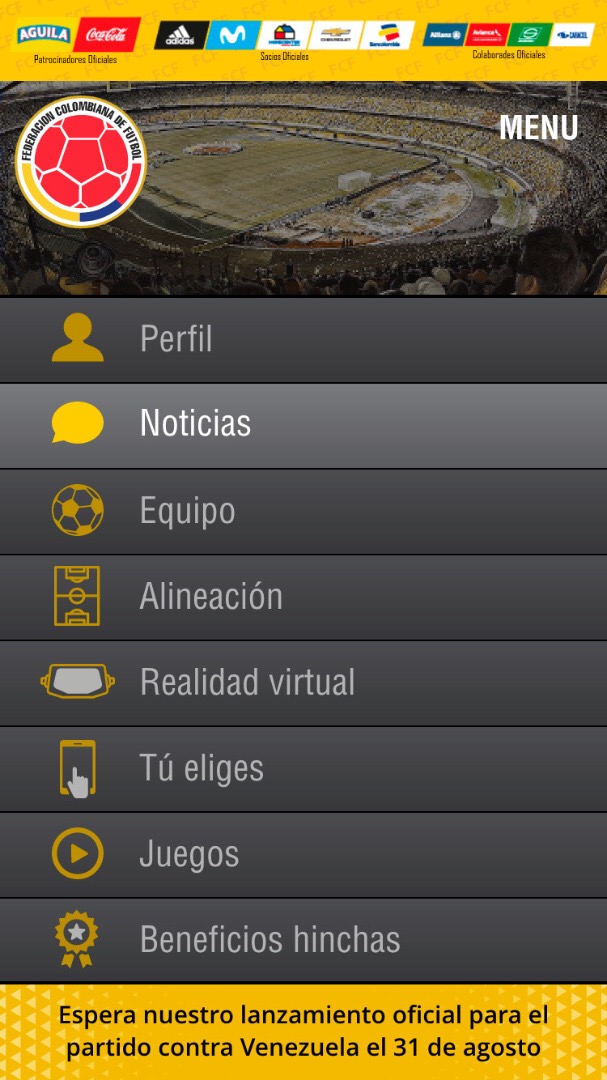 AGUILA
Coca-Cola
adidas
HOMECENTER
CHEVROLET
Bancolombia
Allianz
Avianca
CARACOL
Patrocinadores Oficiales
Socios Oficiales
Colaborades Oficiales
FEDERACION COLOMBIANA DE FUTBOL
MENU
Perfil
Noticias
Equipo
Alineación
Realidad virtual
Tú eliges
Juegos
Beneficios hinchas
Espera nuestro lanzamiento oficial para el
partido contra Venezuela el 31 de agosto